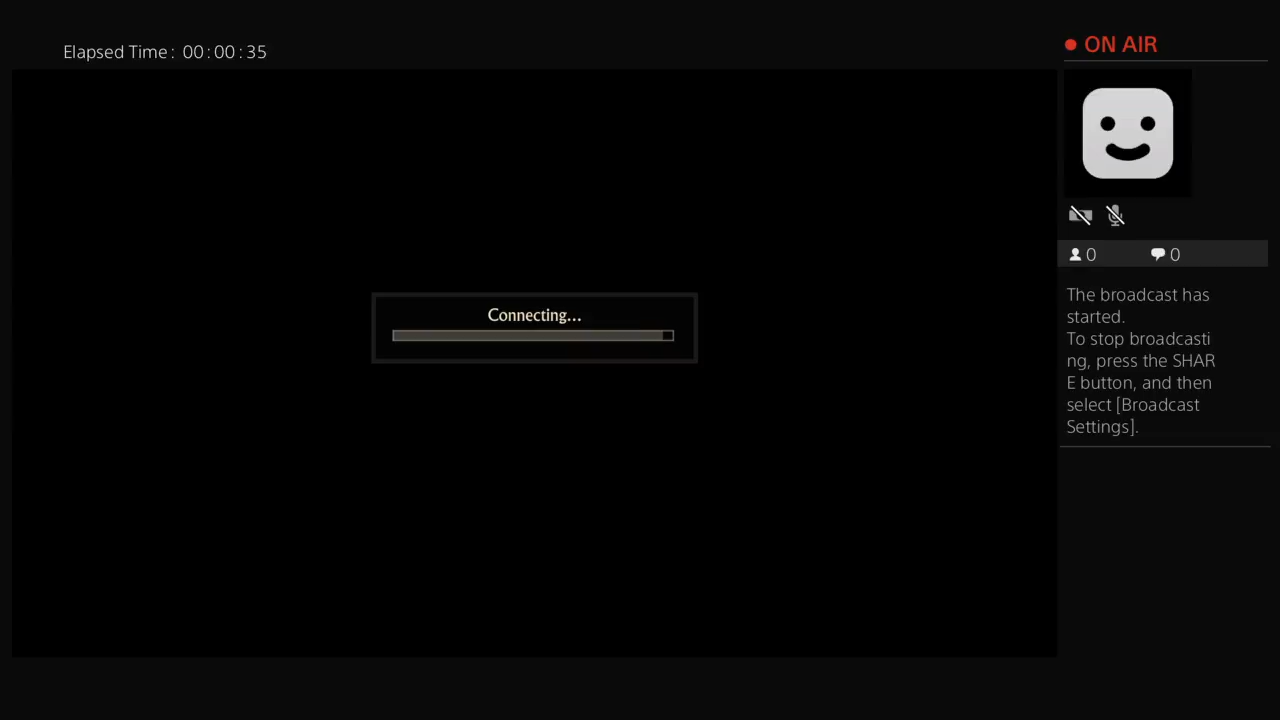 Elapsed Time: 00:00:35
ON AIR
0 0
The broadcast has
started.
To stop broadcasti
ng, press the SHAR
E button, and then
select [Broadcast
Settings].
Connecting...